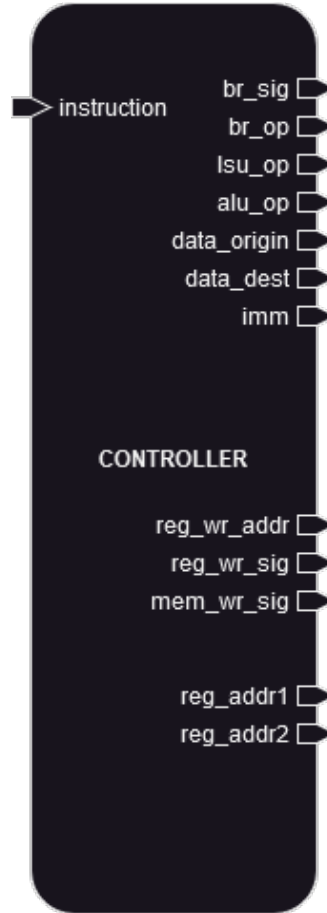 br_sig
instruction
br_op
lsu_op
alu_op
data_origin
data_dest
imm
CONTROLLER
reg_wr_addr
reg_wr_sig
mem_wr_sig
reg_addr1
reg_addr2